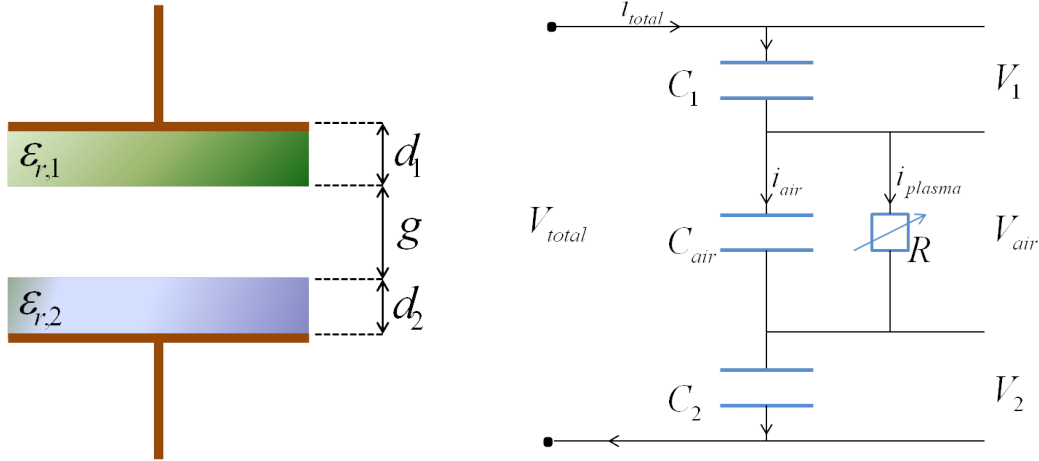 ε_{r,1}
d_1
g
ε_{r,2}
d_2
i_{total}
C_1
V_1
i_{air}
i_{plasma}
V_{total}
C_{air}
R
V_{air}
C_2
V_2